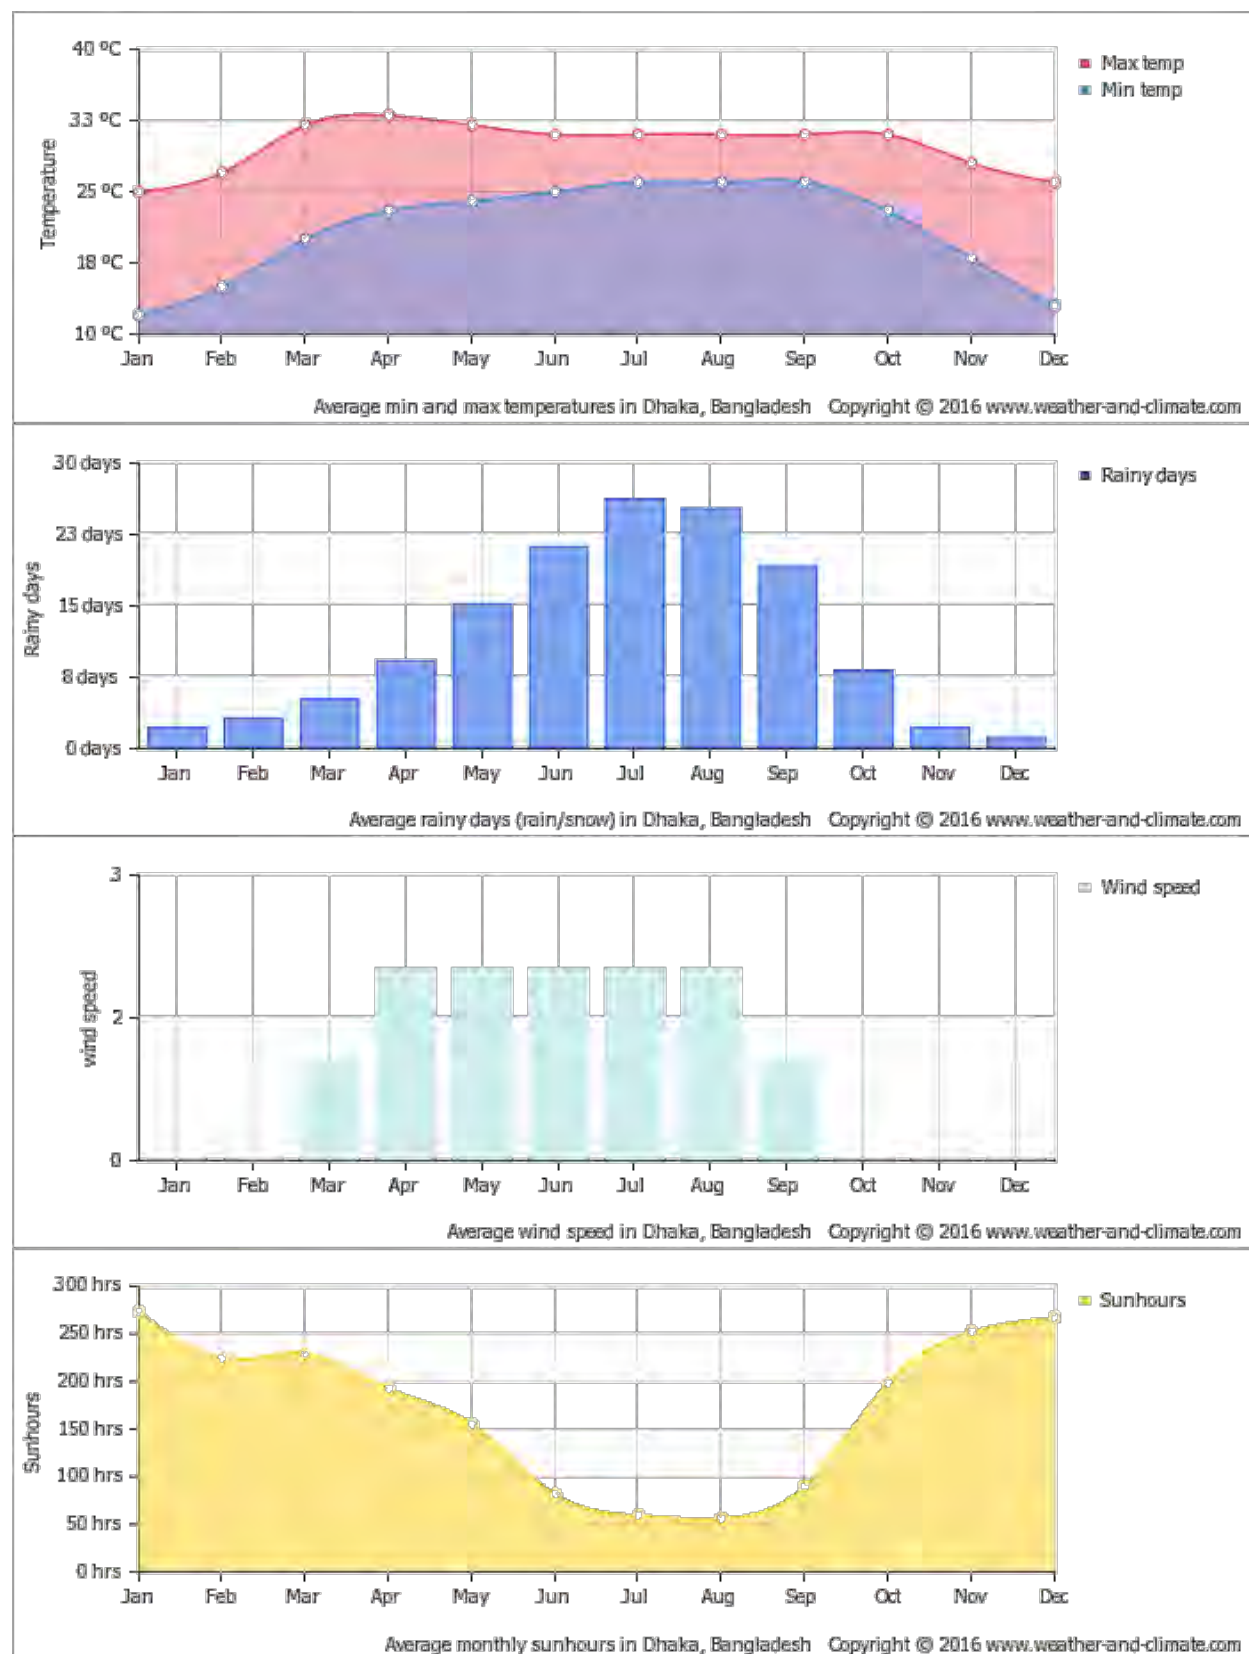 40 ºC
33 ºC
25 ºC
18 ºC
10 ºC
Temperature
Max temp
Min temp
Jan Feb Mar Apr May Jun Jul Aug Sep Oct Nov Dec
Average min and max temperatures in Dhaka, Bangladesh Copyright © 2016 www.weather-and-climate.com
30 days
23 days
15 days
8 days
0 days
Rainy days
Rainy days
Jan Feb Mar Apr May Jun Jul Aug Sep Oct Nov Dec
Average rainy days (rain/snow) in Dhaka, Bangladesh Copyright © 2016 www.weather-and-climate.com
3
2
0
wind speed
Wind speed
Jan Feb Mar Apr May Jun Jul Aug Sep Oct Nov Dec
Average wind speed in Dhaka, Bangladesh Copyright © 2016 www.weather-and-climate.com
300 hrs
250 hrs
200 hrs
150 hrs
100 hrs
50 hrs
0 hrs
Sunhours
Sunhours
Jan Feb Mar Apr May Jun Jul Aug Sep Oct Nov Dec
Average monthly sunhours in Dhaka, Bangladesh Copyright © 2016 www.weather-and-climate.com